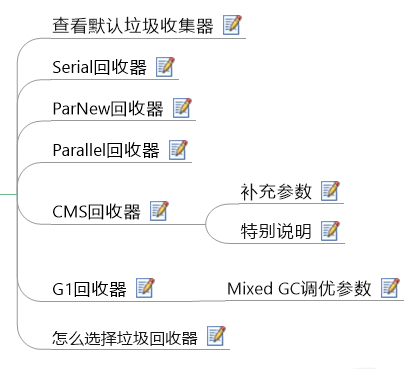 查看默认垃圾收集器
Serial回收器
ParNew回收器
Parallel回收器
CMS回收器
补充参数
特别说明
G1回收器
Mixed GC调优参数
怎么选择垃圾回收器